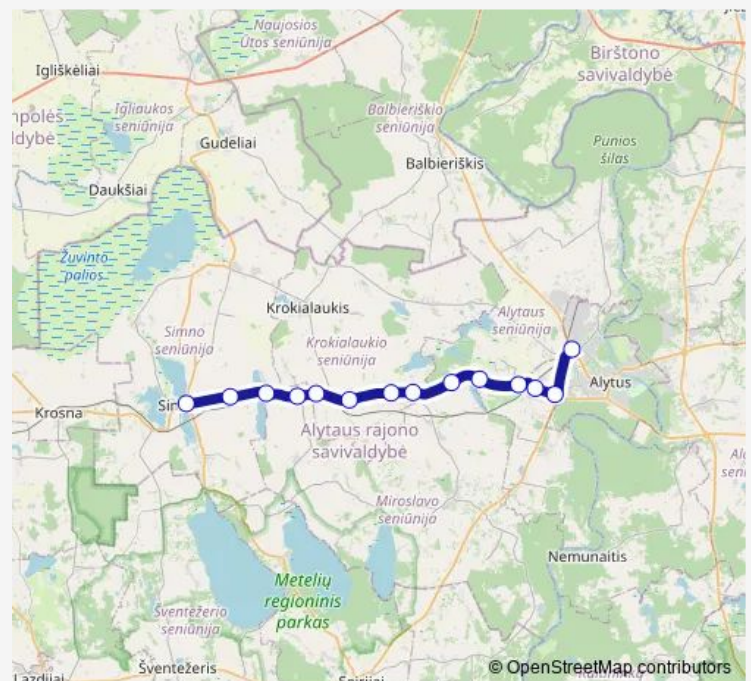 Naujosios
Ūtos seniūnija
Birštono
savivaldybė
Igliškėliai
Igliaukos
seniūnija
mpolės
ldybė
Balbieriškio
seniūnija
Punios
šilas
Gudeliai
Balbieriškis
Daukšiai
Žuvinto
palios
Krokialaukis
Alytaus
seniūnija
Simno
seniūnija
Krokialaukio
seniūnija
Alytus
Krosna
Alytaus rajono
savivaldybė
Miroslavo
seniūnija
Nemunaitis
Metelių
regioninis
parkas
Šventežerio
seniūnija
Šventežeris
© OpenStreetMap contributors